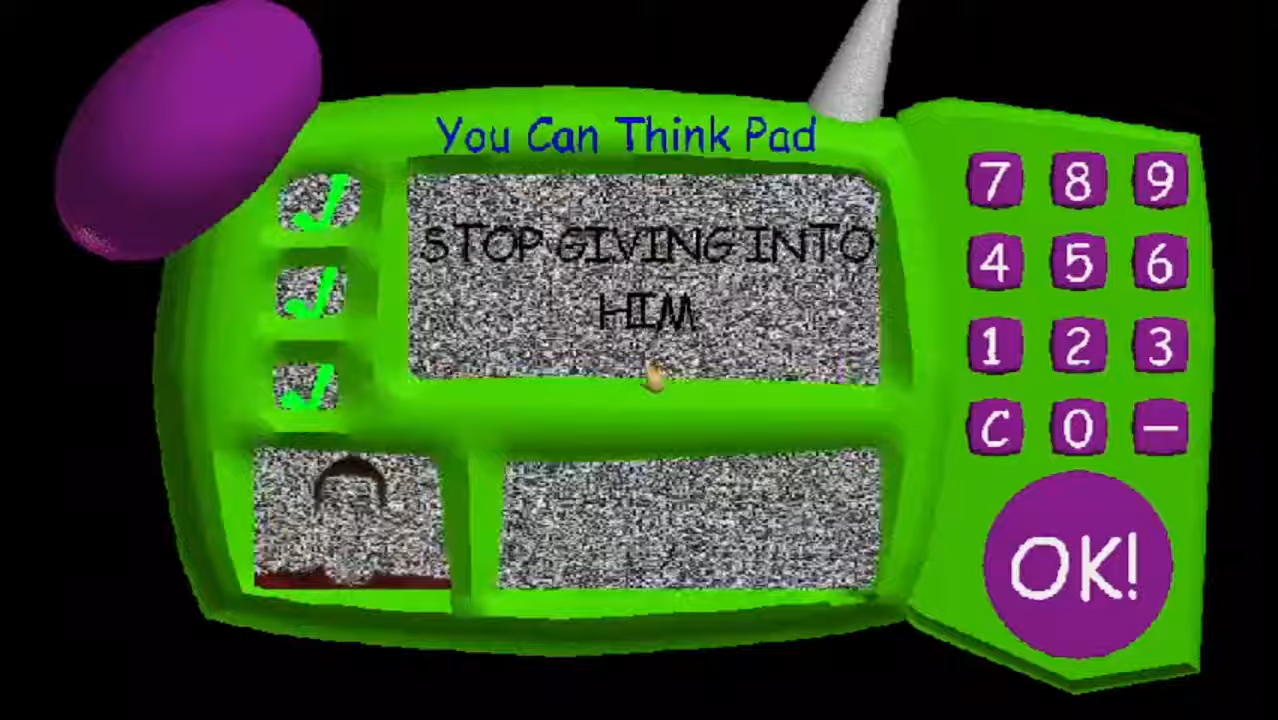 You Can Think Pad
STOP GIVING INTO
HIM
7 8 9
4 5 6
1 2 3
C 0 –
OK!